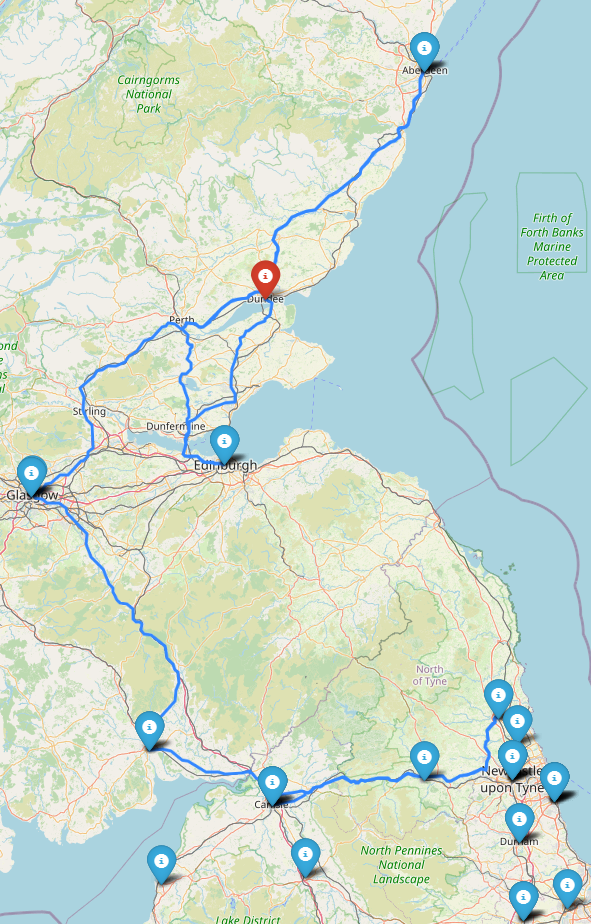 Aberdeen
Cairngorms
National
Park
Firth of
Forth Banks
Marine
Protected
Area
Dundee
Perth
Stirling
Dunfermline
Edinburgh
Glasgow
North
of Tyne
Newcastle
upon Tyne
Carlisle
Durham
North Pennines
National
Landscape
Lake District